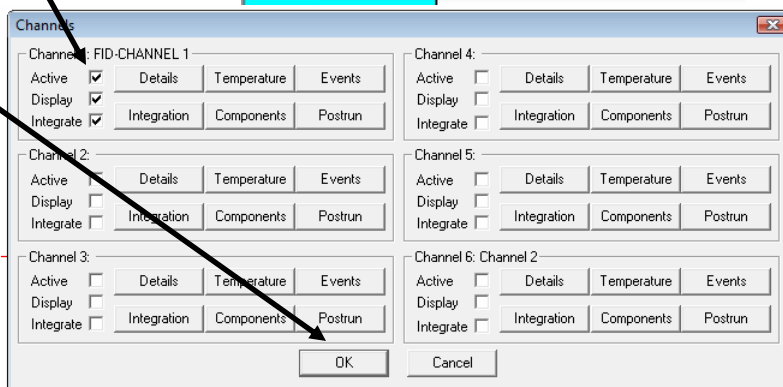 Channels
Channel 1: FID-CHANNEL 1
Active Details Temperature Events
Display
Integrate Integration Components Postrun
Channel 2:
Active Details Temperature Events
Display
Integrate Integration Components Postrun
Channel 3:
Active Details Temperature Events
Display
Integrate Integration Components Postrun
Channel 4:
Active Details Temperature Events
Display
Integrate Integration Components Postrun
Channel 5:
Active Details Temperature Events
Display
Integrate Integration Components Postrun
Channel 6: Channel 2
Active Details Temperature Events
Display
Integrate Integration Components Postrun
OK Cancel